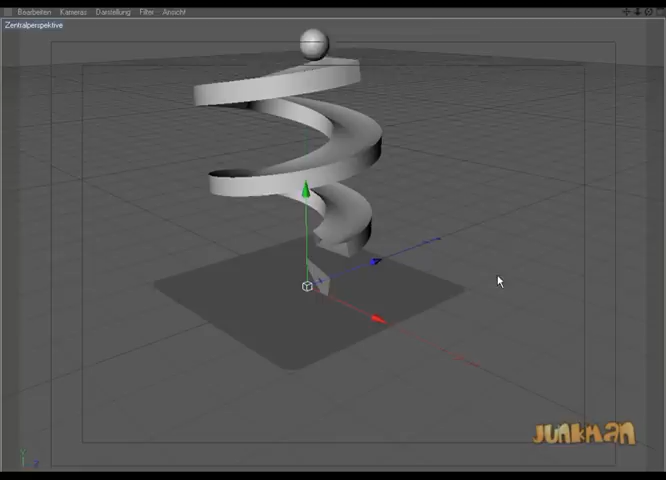 Bearbeiten Kameras Darstellung Filter Ansicht
Zentralperspektive
Y
Z
JUNKMAN